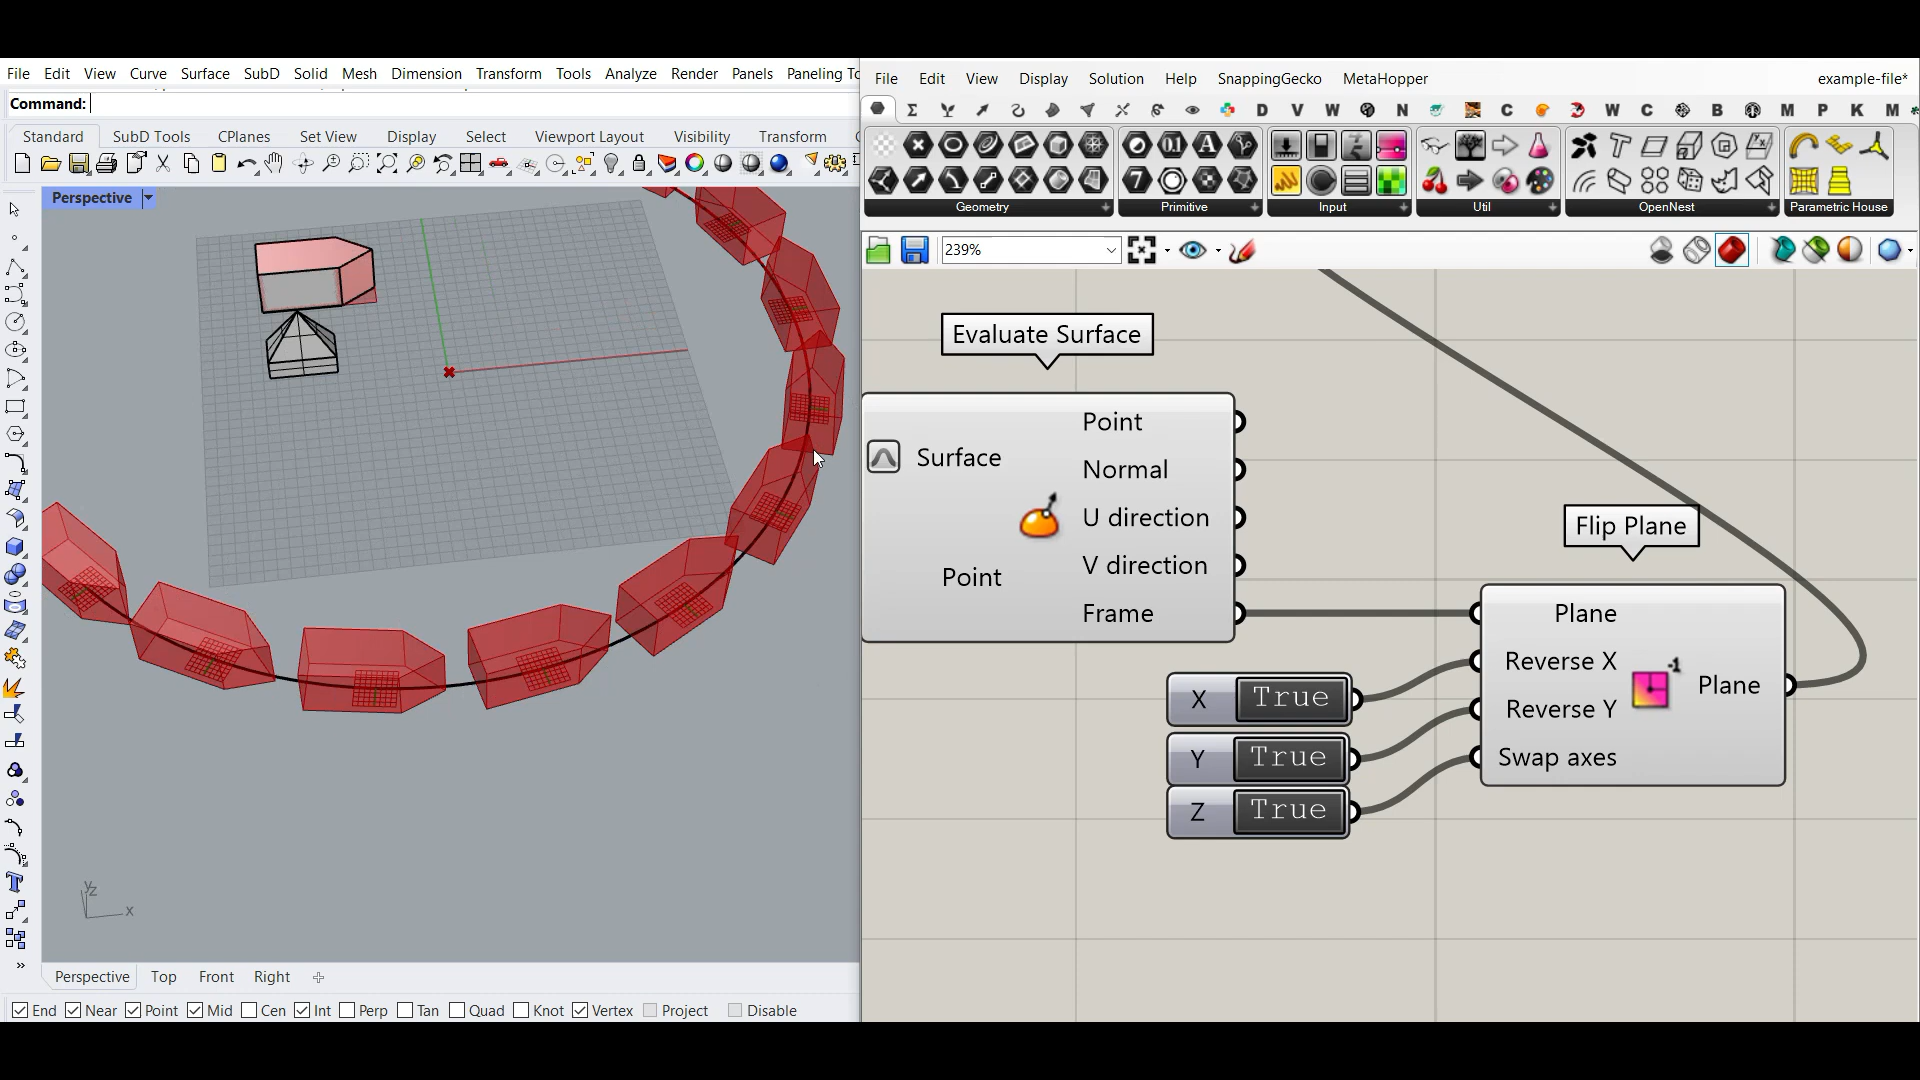 File Edit View Curve Surface SubD Solid Mesh Dimension Transform Tools Analyze Render Panels Paneling To
Command:
Standard SubD Tools CPlanes Set View Display Select Viewport Layout Visibility Transform
Perspective
x
y
z
Perspective Top Front Right
End Near Point Mid Cen Int Perp Tan Quad Knot Vertex Project Disable
File Edit View Display Solution Help SnappingGecko MetaHopper example-file*
D V W N C W C B M P K M
Geometry Primitive Input Util OpenNest Parametric House
239%
Evaluate Surface
Surface
Point
Point
Normal
U direction
V direction
Frame
X True
Y True
Z True
Flip Plane
Plane
Reverse X
Reverse Y
Swap axes
-1
Plane